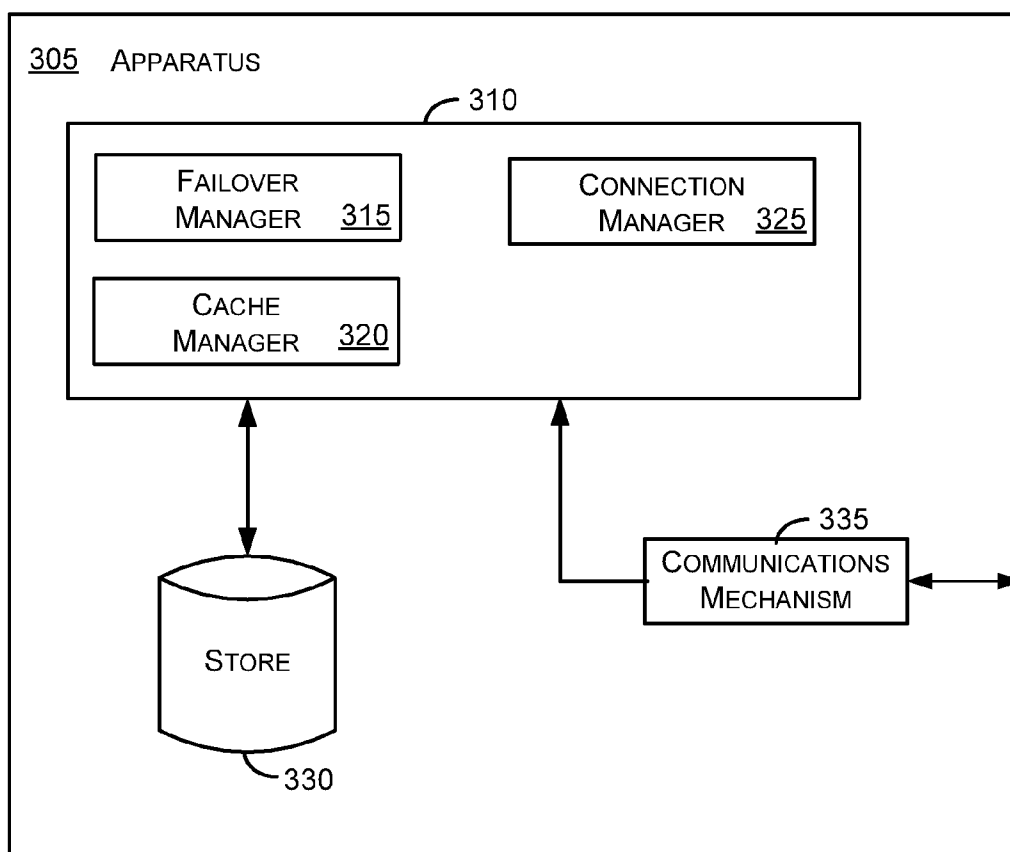 305 APPARATUS
310
FAILOVER
MANAGER 315
CONNECTION
MANAGER 325
CACHE
MANAGER 320
335
COMMUNICATIONS
MECHANISM
STORE
330